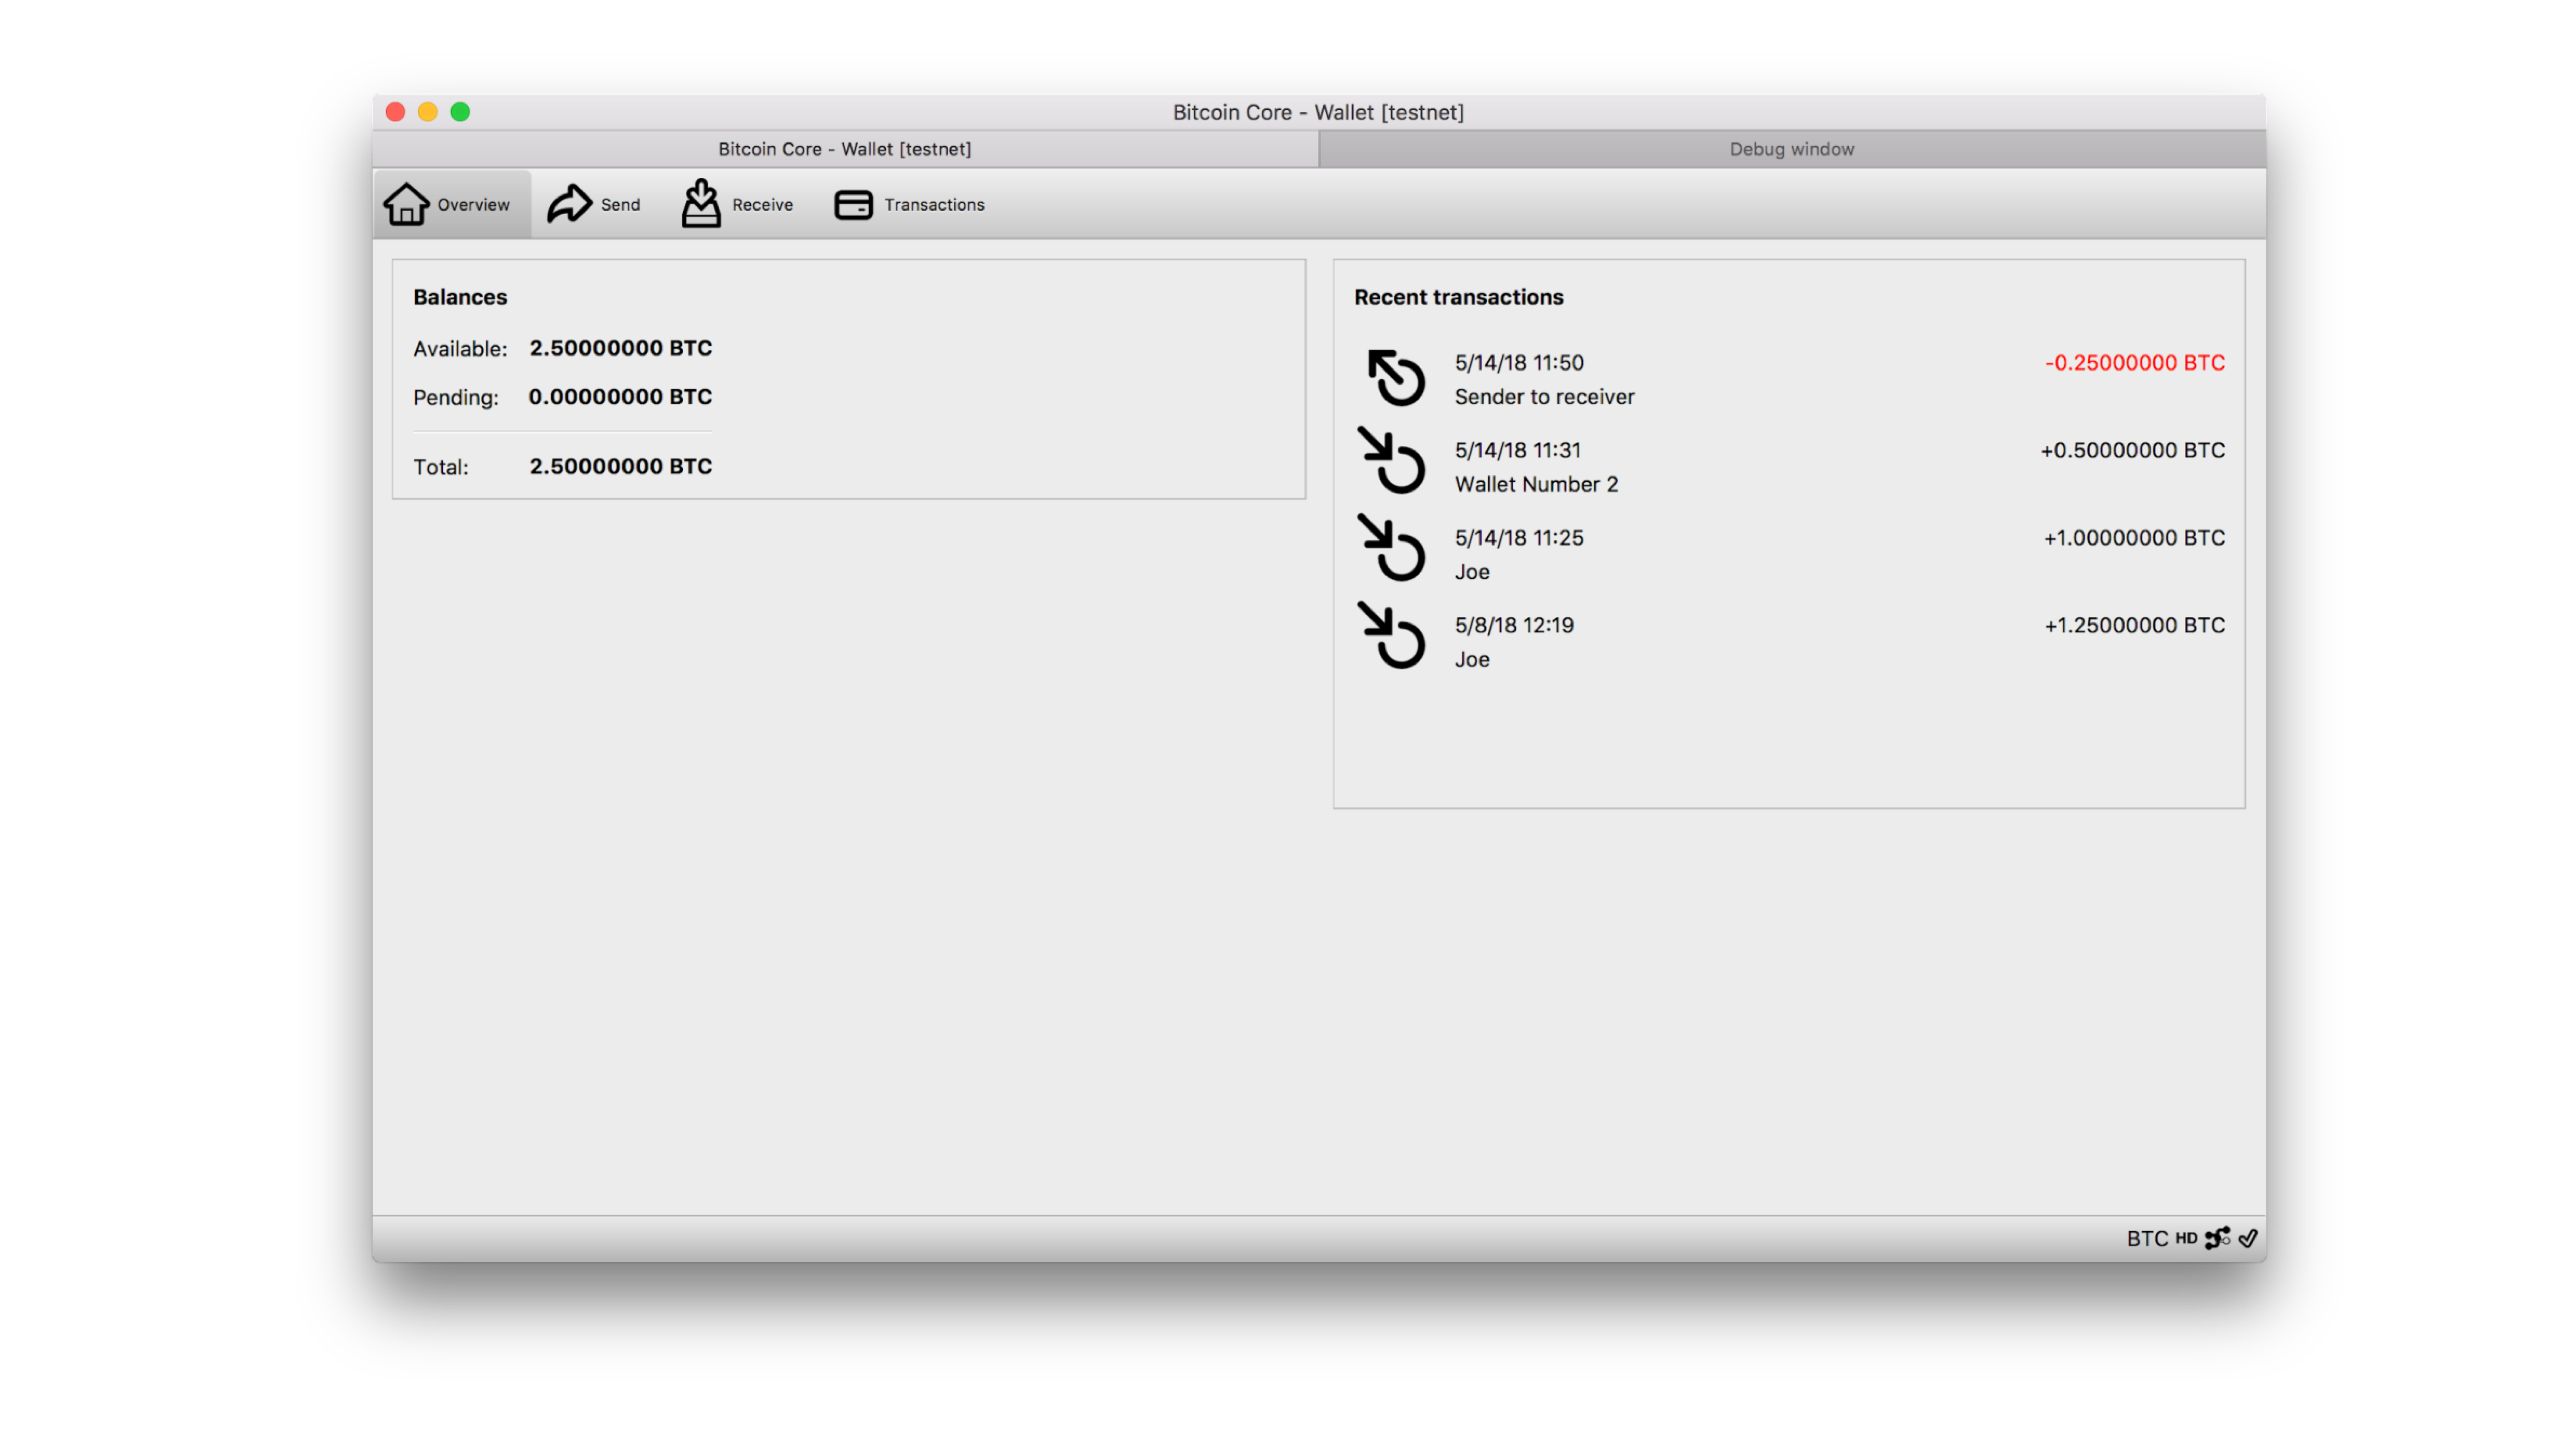 Bitcoin Core - Wallet [testnet]
Bitcoin Core - Wallet [testnet]
Debug window
Overview
Send
Receive
Transactions
Balances
Available: 2.50000000 BTC
Pending: 0.00000000 BTC
Total: 2.50000000 BTC
Recent transactions
5/14/18 11:50 -0.25000000 BTC
Sender to receiver
5/14/18 11:31 +0.50000000 BTC
Wallet Number 2
5/14/18 11:25 +1.00000000 BTC
Joe
5/8/18 12:19 +1.25000000 BTC
Joe
BTC HD